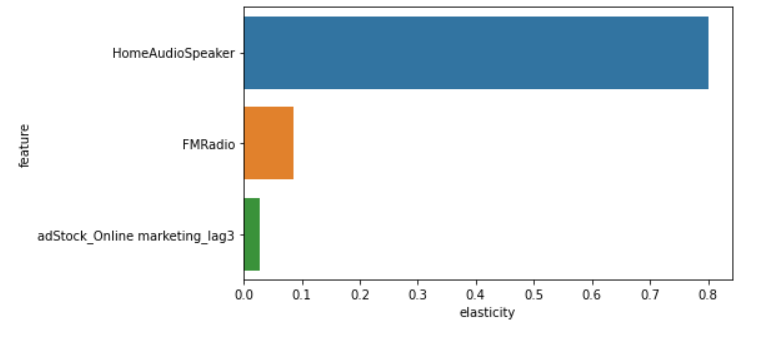 HomeAudioSpeaker
FMRadio
adStock_Online marketing_lag3
feature
0.0 0.1 0.2 0.3 0.4 0.5 0.6 0.7 0.8
elasticity